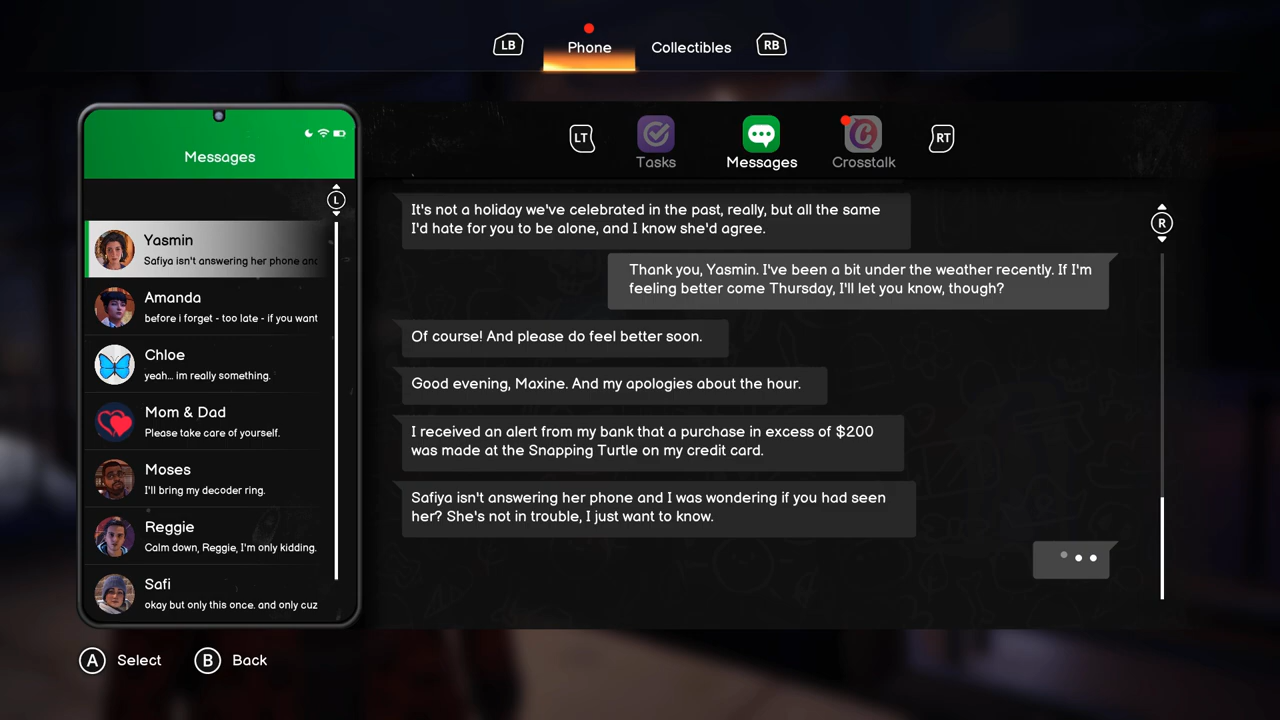 LB
Phone
Collectibles
RB
Messages
L
Yasmin
Safiya isn't answering her phone and
Amanda
before i forget - too late - if you want
Chloe
yeah... im really something.
Mom & Dad
Please take care of yourself.
Moses
I'll bring my decoder ring.
Reggie
Calm down, Reggie, I'm only kidding.
Safi
okay but only this once. and only cuz
LT
Tasks
Messages
Crosstalk
RT
R
It's not a holiday we've celebrated in the past, really, but all the same
I'd hate for you to be alone, and I know she'd agree.
Thank you, Yasmin. I've been a bit under the weather recently. If I'm
feeling better come Thursday, I'll let you know, though?
Of course! And please do feel better soon.
Good evening, Maxine. And my apologies about the hour.
I received an alert from my bank that a purchase in excess of $200
was made at the Snapping Turtle on my credit card.
Safiya isn't answering her phone and I was wondering if you had seen
her? She's not in trouble, I just want to know.
A Select
B Back